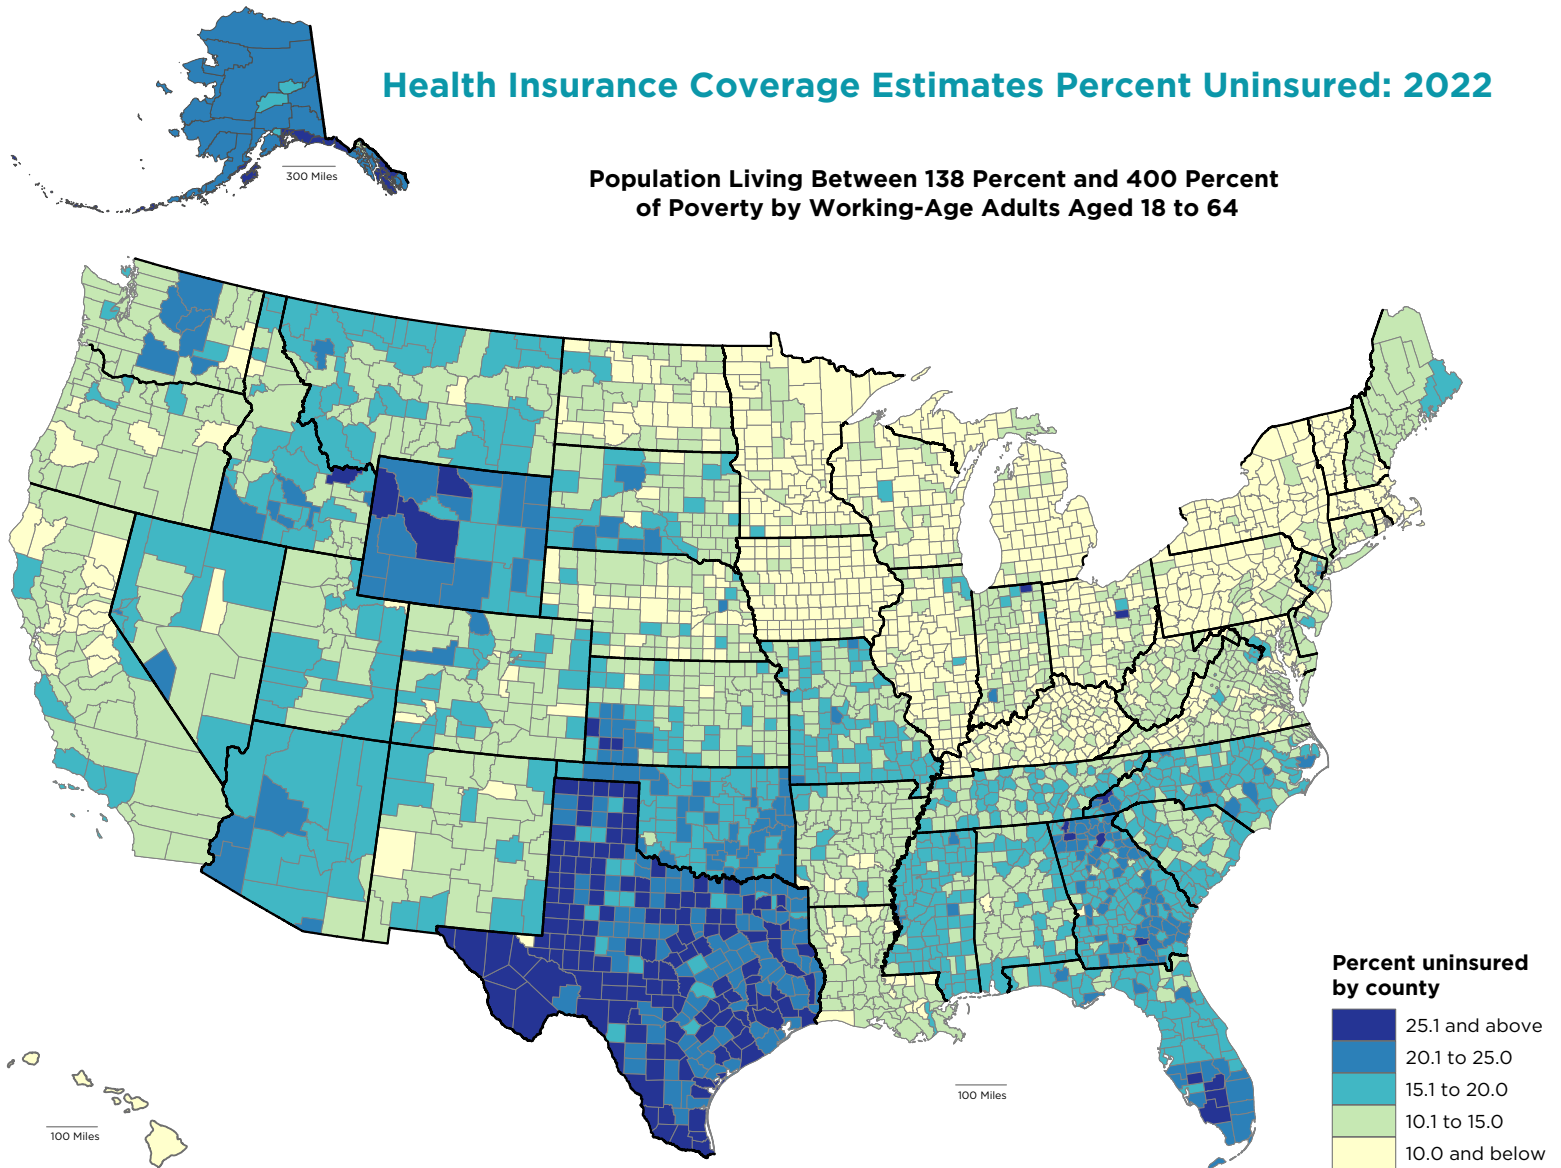 Health Insurance Coverage Estimates Percent Uninsured: 2022
Population Living Between 138 Percent and 400 Percent
of Poverty by Working-Age Adults Aged 18 to 64
300 Miles
Percent uninsured
by county
25.1 and above
20.1 to 25.0
15.1 to 20.0
10.1 to 15.0
10.0 and below
100 Miles
100 Miles